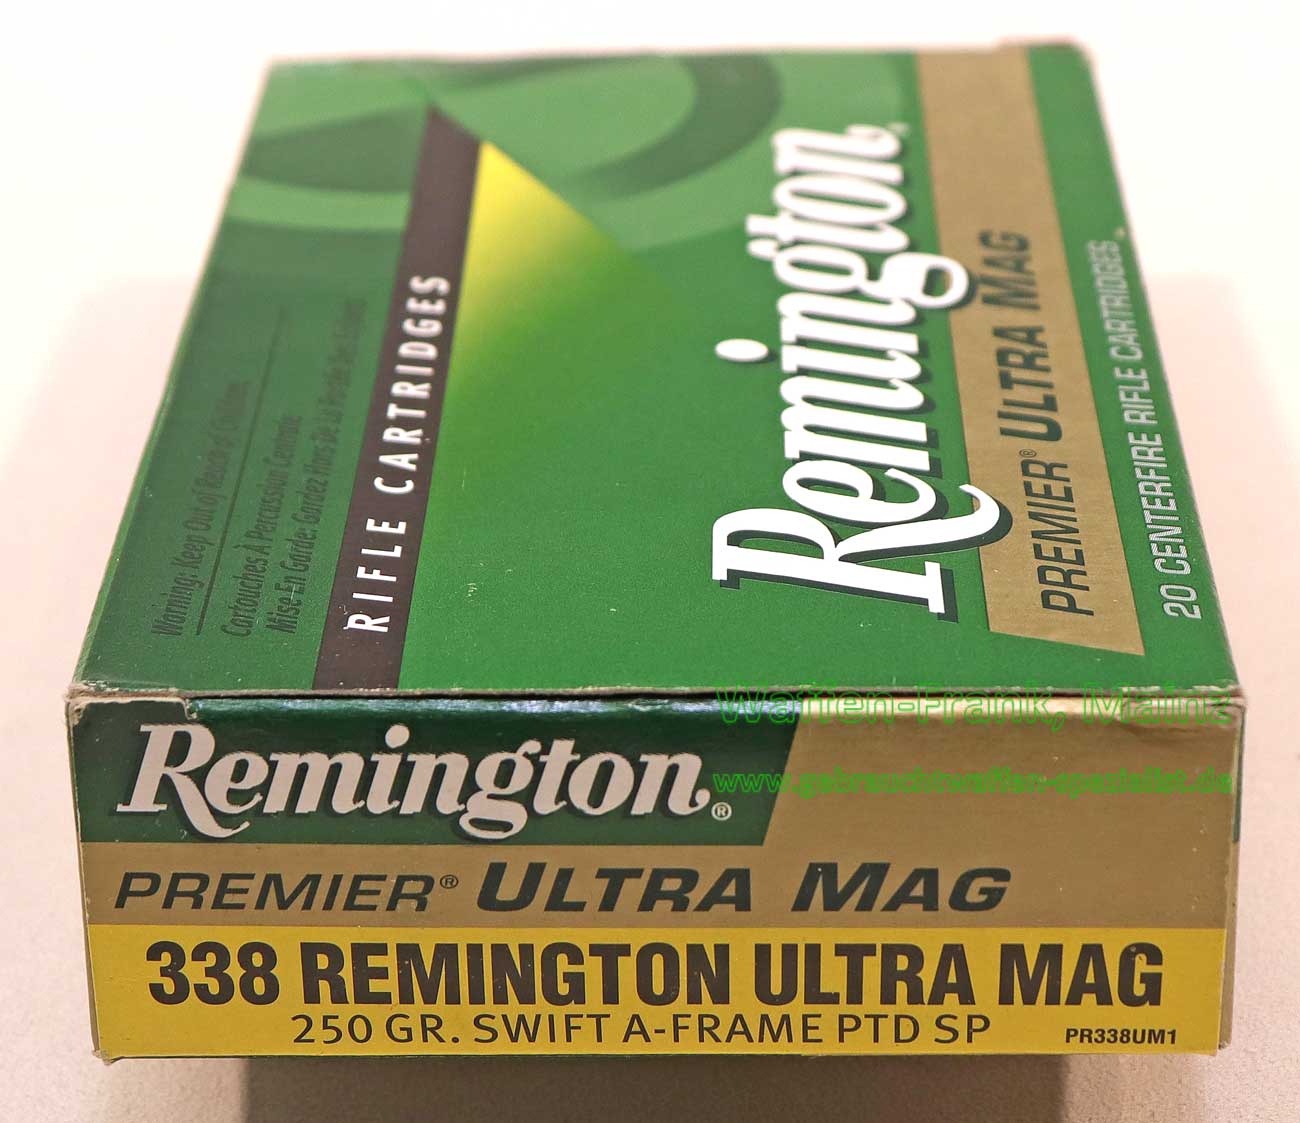 Warning: Keep Out of Reach of Children
Cartouches À Percussion Centrale
Mise En Garde: Gardez Hors De La Portée Des Enfants
RIFLE CARTRIDGES
Remington
PREMIER® ULTRA MAG
20 CENTERFIRE RIFLE CARTRIDGES
Waffen-Frank, Mainz
www.gebrauchtwaffen-spezialist.de
Remington®
PREMIER® ULTRA MAG
338 REMINGTON ULTRA MAG
250 GR. SWIFT A-FRAME PTD SP
PR338UM1